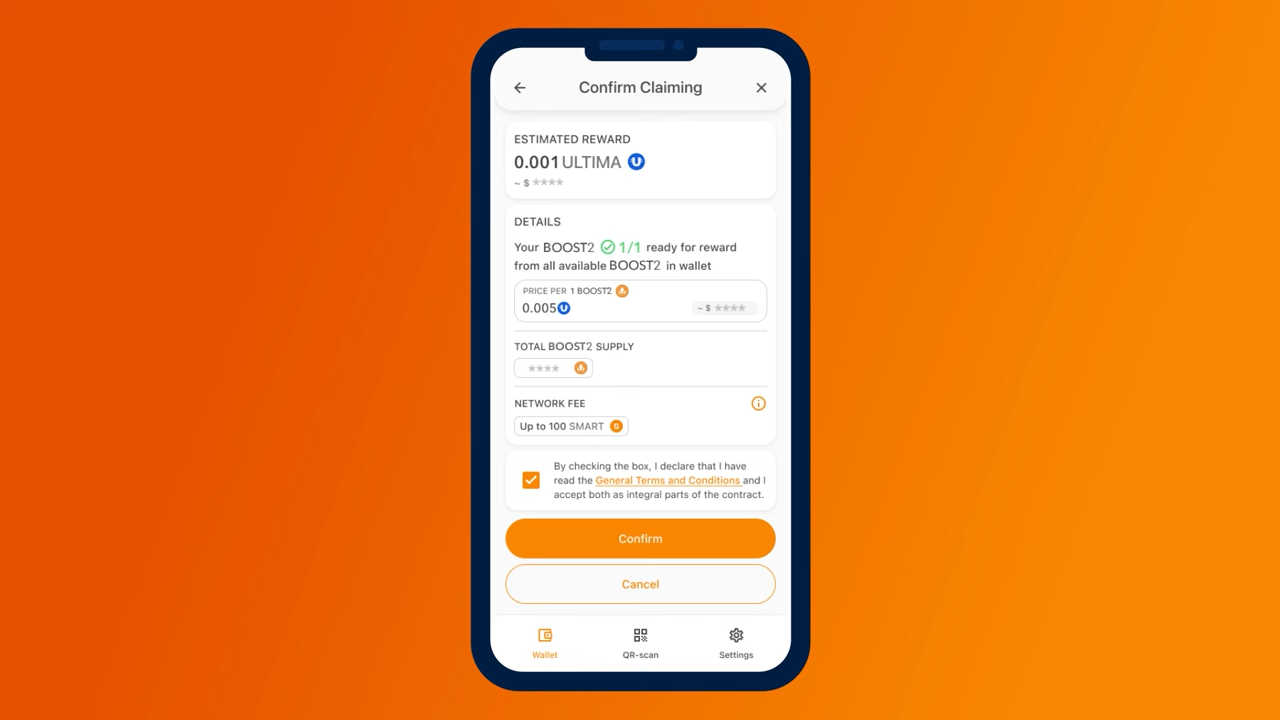 Confirm Claiming
ESTIMATED REWARD
0.001 ULTIMA
~ $ ****
DETAILS
Your BOOST2 1/1 ready for reward
from all available BOOST2 in wallet
PRICE PER 1 BOOST2
0.005
~ $ ****
TOTAL BOOST2 SUPPLY
****
NETWORK FEE
Up to 100 SMART
By checking the box, I declare that I have
read the General Terms and Conditions and I
accept both as integral parts of the contract.
Confirm
Cancel
Wallet
QR-scan
Settings